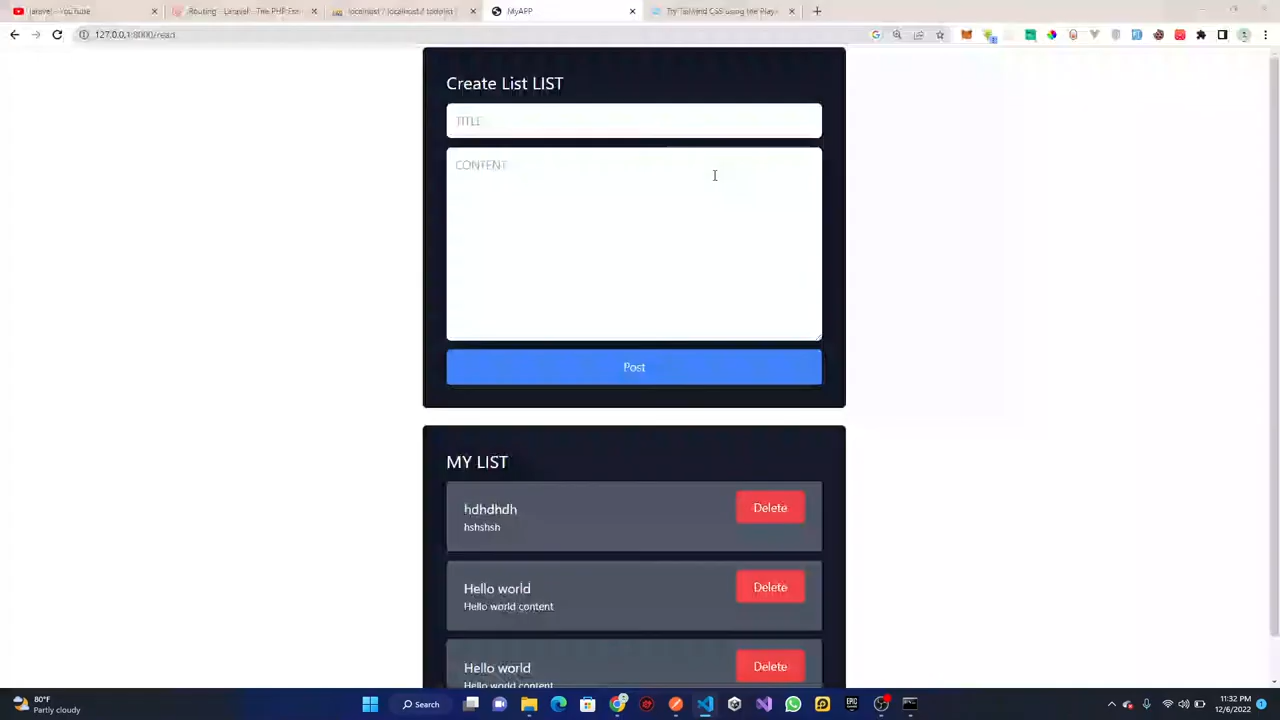 MyAPP
127.0.0.1:8000/read
Create List LIST
TITLE
CONTENT
Post
MY LIST
hdhdhdh
hshshsh
Delete
Hello world
Hello world content
Delete
Hello world
Hello world content
Delete
80°F
Partly cloudy
Search
11:32 PM
12/6/2022